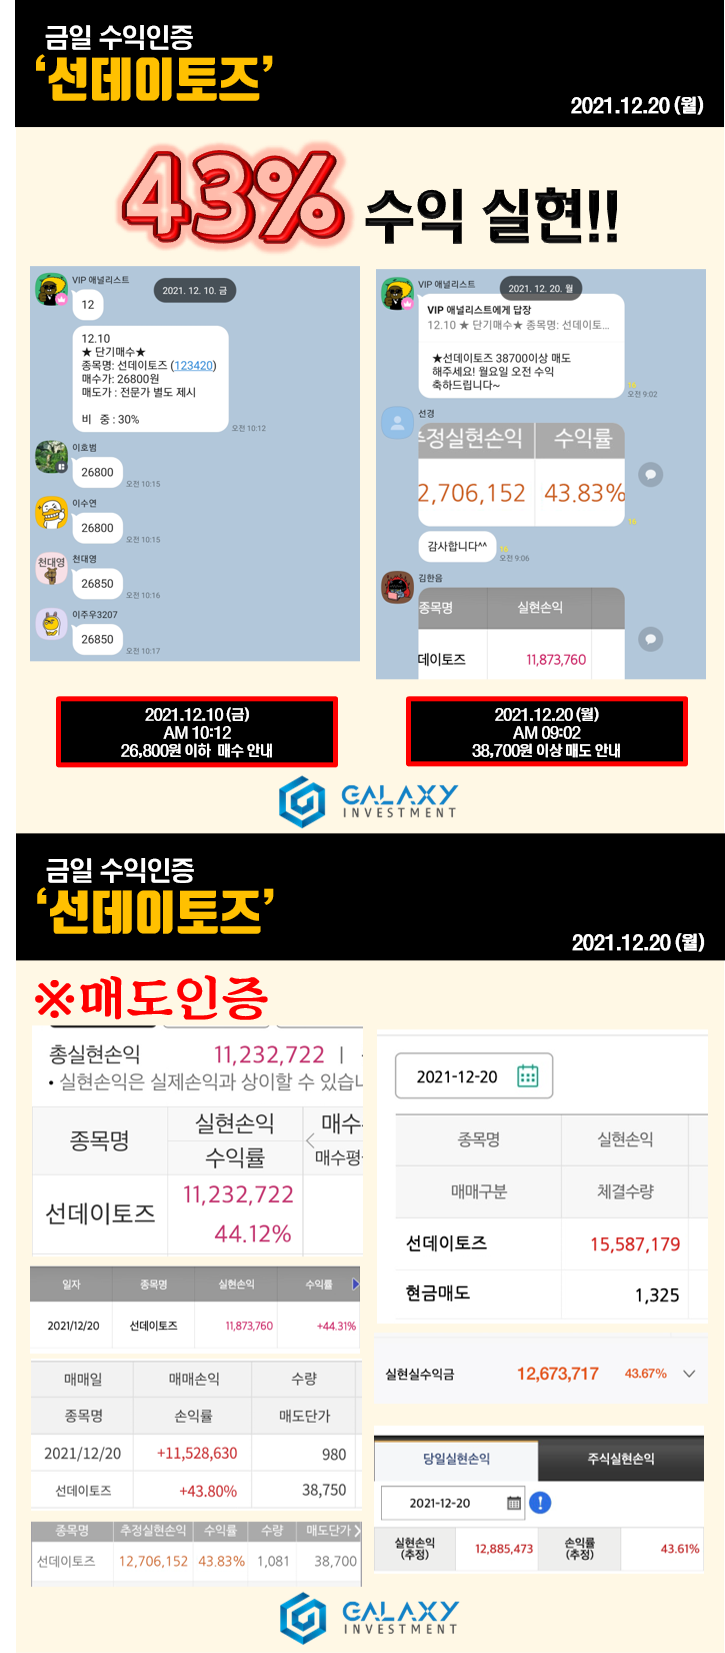 금일 수익인증
‘선데이토즈’
2021.12.20 (월)
43% 수익 실현!!
VIP 애널리스트
2021. 12. 10. 금
12
12.10
★ 단기매수★
종목명: 선데이토즈 (123420)
매수가: 26800원
매도가 : 전문가 별도 제시
비 중 : 30%
오전 10:12
이호범
26800
오전 10:15
이수연
26800
오전 10:15
천대영
천대영
26850
오전 10:16
이주우3207
26850
오전 10:17
VIP 애널리스트
2021. 12. 20. 월
VIP 애널리스트에게 답장
12.10 ★ 단기매수★ 종목명: 선데이토...
★선데이토즈 38700이상 매도
해주세요! 월요일 오전 수익
축하드립니다~
16
오전 9:02
선경
추정실현손익 수익률
2,706,152 43.83%
16
감사합니다^^
16
오전 9:06
김한음
종목명 실현손익
데이토즈 11,873,760
2021.12.10 (금)
AM 10:12
26,800원 이하 매수 안내
2021.12.20 (월)
AM 09:02
38,700원 이상 매도 안내
GALAXY
INVESTMENT
금일 수익인증
‘선데이토즈’
2021.12.20 (월)
※매도인증
총실현손익 11,232,722
• 실현손익은 실제손익과 상이할 수 있습니
종목명 실현손익 매수
수익률 매수평
선데이토즈 11,232,722
44.12%
일자 종목명 실현손익 수익률
2021/12/20 선데이토즈 11,873,760 +44.31%
매매일 매매손익 수량
종목명 손익률 매도단가
2021/12/20 +11,528,630 980
선데이토즈 +43.80% 38,750
종목명 추정실현손익 수익률 수량 매도단가
선데이토즈 12,706,152 43.83% 1,081 38,700
2021-12-20
종목명 실현손익
매매구분 체결수량
선데이토즈 15,587,179
현금매도 1,325
실현실수익금 12,673,717 43.67%
당일실현손익 주식실현손익
2021-12-20
실현손익 (추정) 12,885,473 손익률 (추정) 43.61%
GALAXY
INVESTMENT